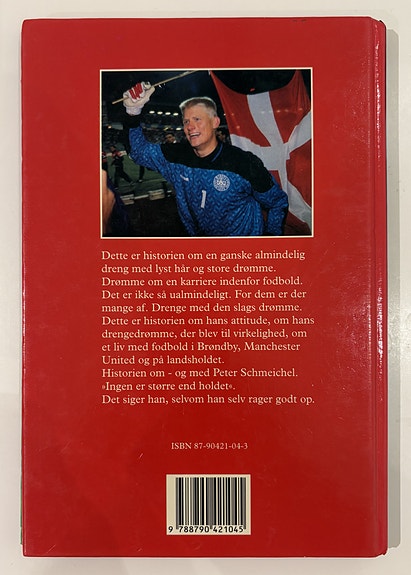 1
Dette er historien om en ganske almindelig
dreng med lyst hår og store drømme.
Drømme om en karriere indenfor fodbold.
Det er ikke så ualmindeligt. For dem er der
mange af. Drenge med den slags drømme.
Dette er historien om hans attitude, om hans
drengedrømme, der blev til virkelighed, om
et liv med fodbold i Brøndby, Manchester
United og på landsholdet.
Historien om - og med Peter Schmeichel.
»Ingen er større end holdet«.
Det siger han, selvom han selv rager godt op.
ISBN 87-90421-04-3
9 788790 421045